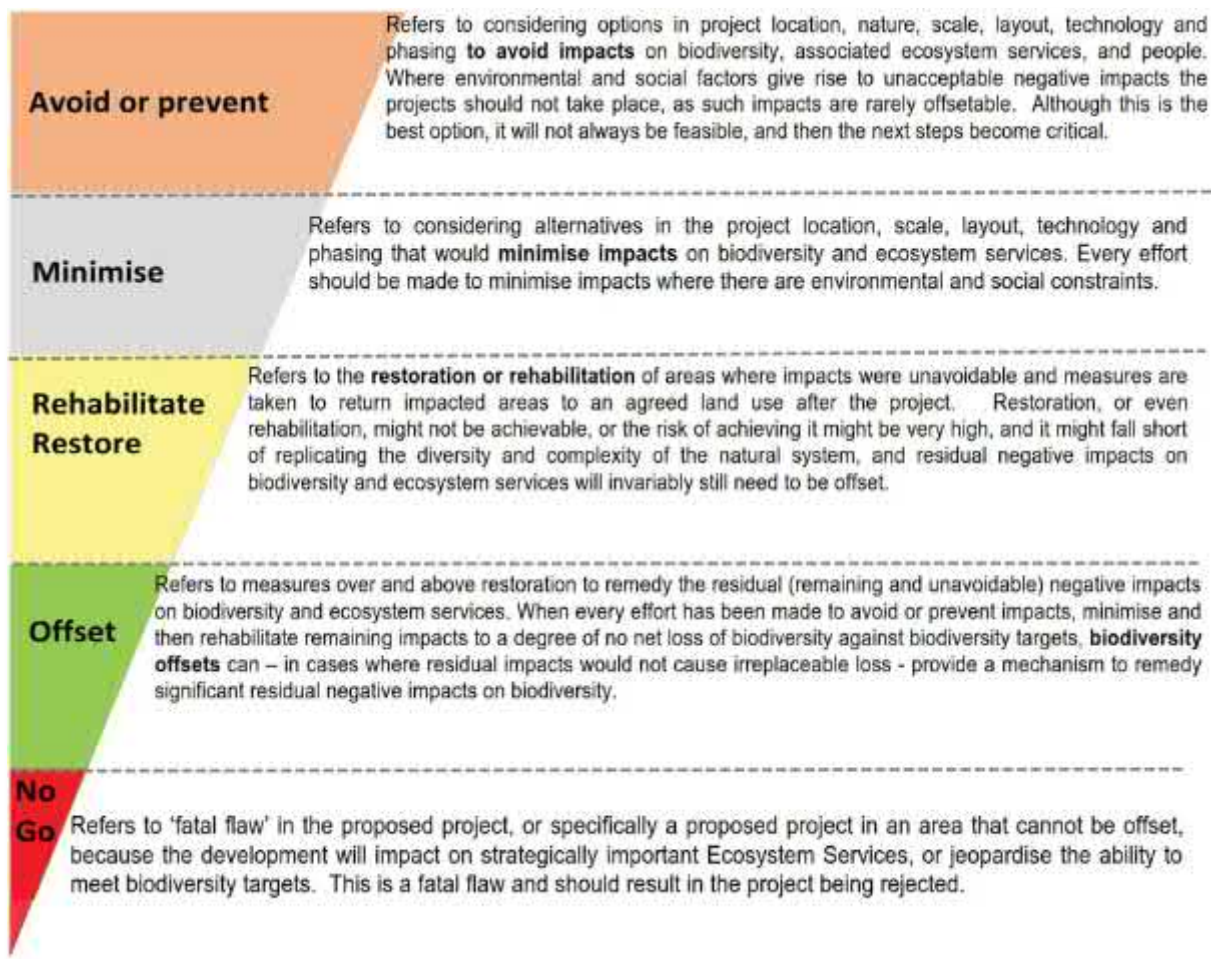 Avoid or prevent
Refers to considering options in project location, nature, scale, layout, technology and
phasing to avoid impacts on biodiversity, associated ecosystem services, and people.
Where environmental and social factors give rise to unacceptable negative impacts the
projects should not take place, as such impacts are rarely offsetable. Although this is the
best option, it will not always be feasible, and then the next steps become critical.
Minimise
Refers to considering alternatives in the project location, scale, layout, technology and
phasing that would minimise impacts on biodiversity and ecosystem services. Every effort
should be made to minimise impacts where there are environmental and social constraints.
Rehabilitate
Restore
Refers to the restoration or rehabilitation of areas where impacts were unavoidable and measures are
taken to return impacted areas to an agreed land use after the project. Restoration, or even
rehabilitation, might not be achievable, or the risk of achieving it might be very high, and it might fall short
of replicating the diversity and complexity of the natural system, and residual negative impacts on
biodiversity and ecosystem services will invariably still need to be offset.
Offset
Refers to measures over and above restoration to remedy the residual (remaining and unavoidable) negative impacts
on biodiversity and ecosystem services. When every effort has been made to avoid or prevent impacts, minimise and
then rehabilitate remaining impacts to a degree of no net loss of biodiversity against biodiversity targets, biodiversity
offsets can – in cases where residual impacts would not cause irreplaceable loss - provide a mechanism to remedy
significant residual negative impacts on biodiversity.
No
Go
Refers to ‘fatal flaw’ in the proposed project, or specifically a proposed project in an area that cannot be offset,
because the development will impact on strategically important Ecosystem Services, or jeopardise the ability to
meet biodiversity targets. This is a fatal flaw and should result in the project being rejected.